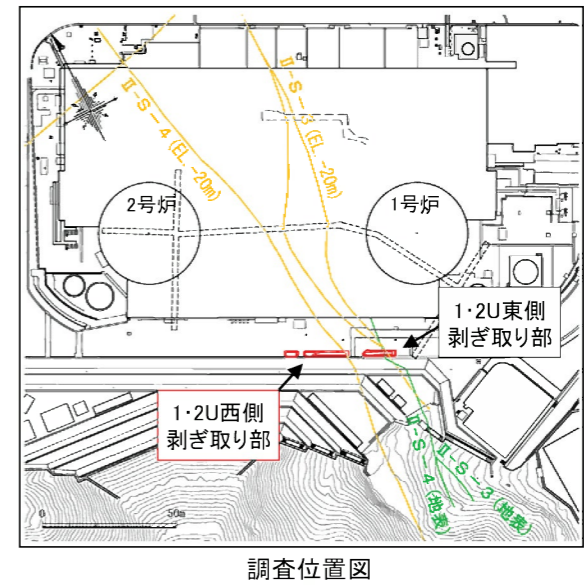 Ⅱ-S-4 (EL. -20m)
Ⅱ-S-3 (EL. -20m)
2号炉
1号炉
1・2U東側
剥ぎ取り部
1・2U西側
剥ぎ取り部
Ⅱ-S-4 (地表)
Ⅱ-S-3 (地表)
0
50m
調査位置図